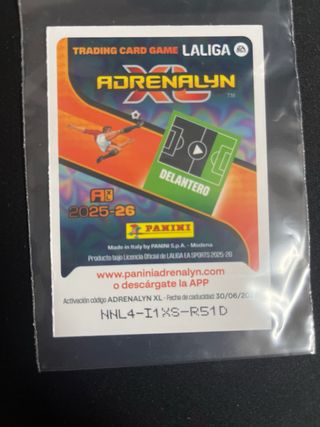 TRADING CARD GAME LALIGA
ADRENALYN
XL
TM
DELANTERO
2025-26
PANINI
Made in Italy by PANINI S.p.A. - Modena
Producto bajo Licencia Oficial de LALIGA EA SPORTS 2025-26
www.paniniadrenalyn.com
o descárgate la APP
Activación código ADRENALYN XL - Fecha de caducidad: 30/06/
NNL4-I1XS-R51D